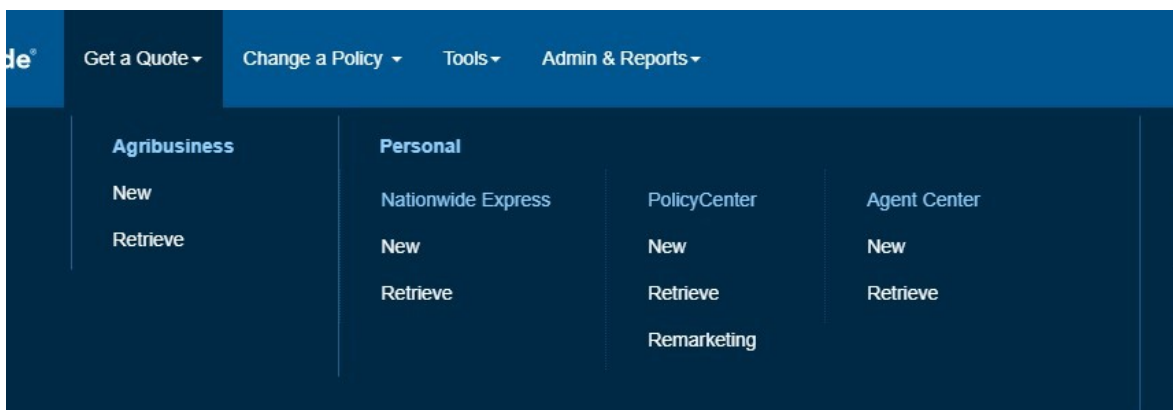 de® Get a Quote Change a Policy Tools Admin & Reports
Agribusiness
New
Retrieve
Personal
Nationwide Express
New
Retrieve
PolicyCenter
New
Retrieve
Remarketing
Agent Center
New
Retrieve